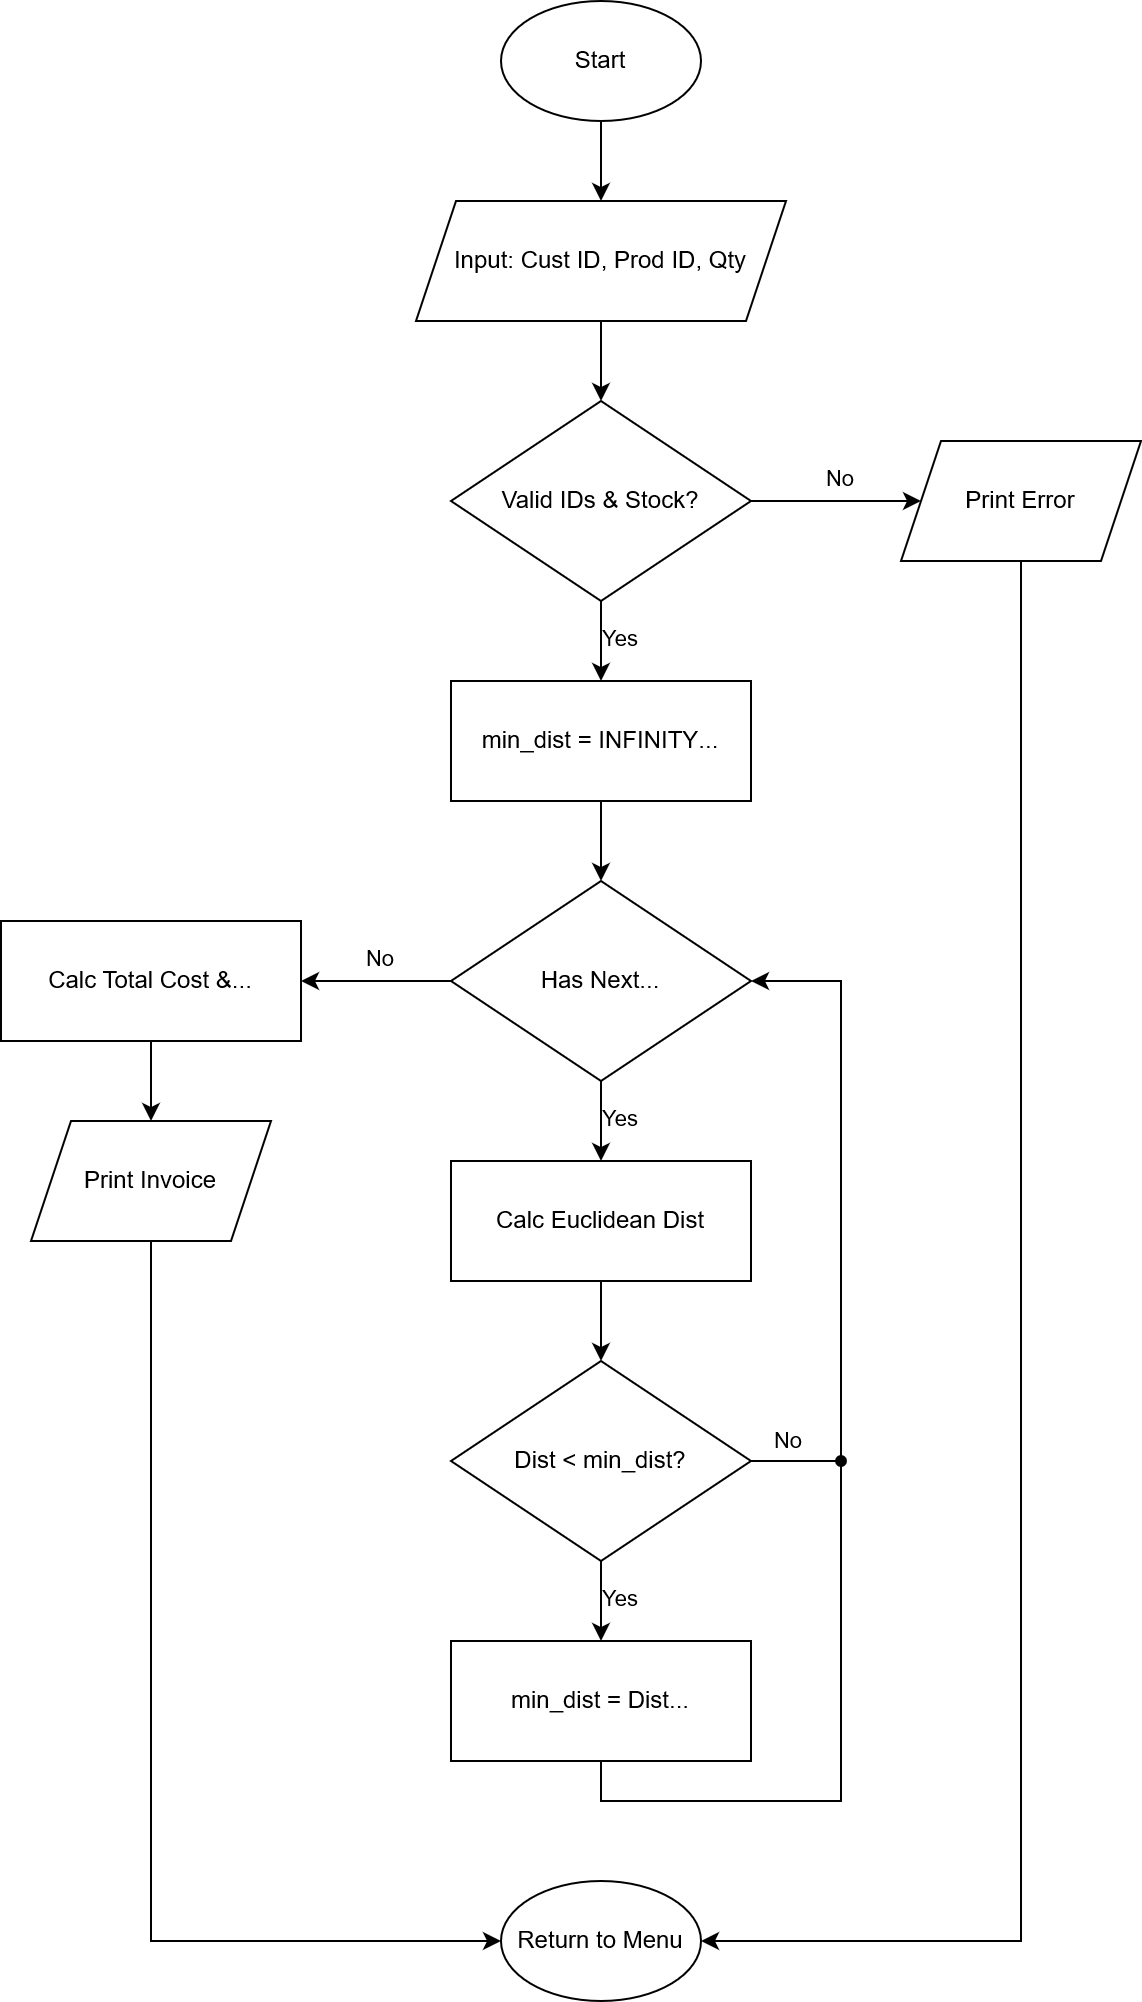 Start
Input: Cust ID, Prod ID, Qty
Valid IDs & Stock?
No
Print Error
Yes
min_dist = INFINITY...
Has Next...
No
Calc Total Cost &...
Print Invoice
Yes
Calc Euclidean Dist
Dist < min_dist?
No
Yes
min_dist = Dist...
Return to Menu